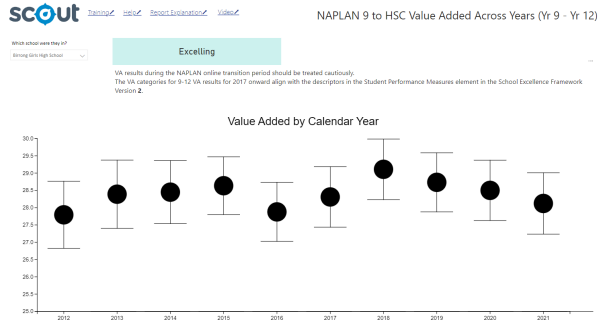 scout
Training Help Report Explanation Video
NAPLAN 9 to HSC Value Added Across Years (Yr 9 - Yr 12)
Which school were they in?
Birrong Girls High School
Excelling
...
VA results during the NAPLAN online transition period should be treated cautiously.
The VA categories for 9-12 VA results for 2017 onward align with the descriptors in the Student Performance Measures element in the School Excellence Framework
Version 2.
Value Added by Calendar Year
30.0
29.5
29.0
28.5
28.0
27.5
27.0
26.5
26.0
25.5
25.0
2012 2013 2014 2015 2016 2017 2018 2019 2020 2021